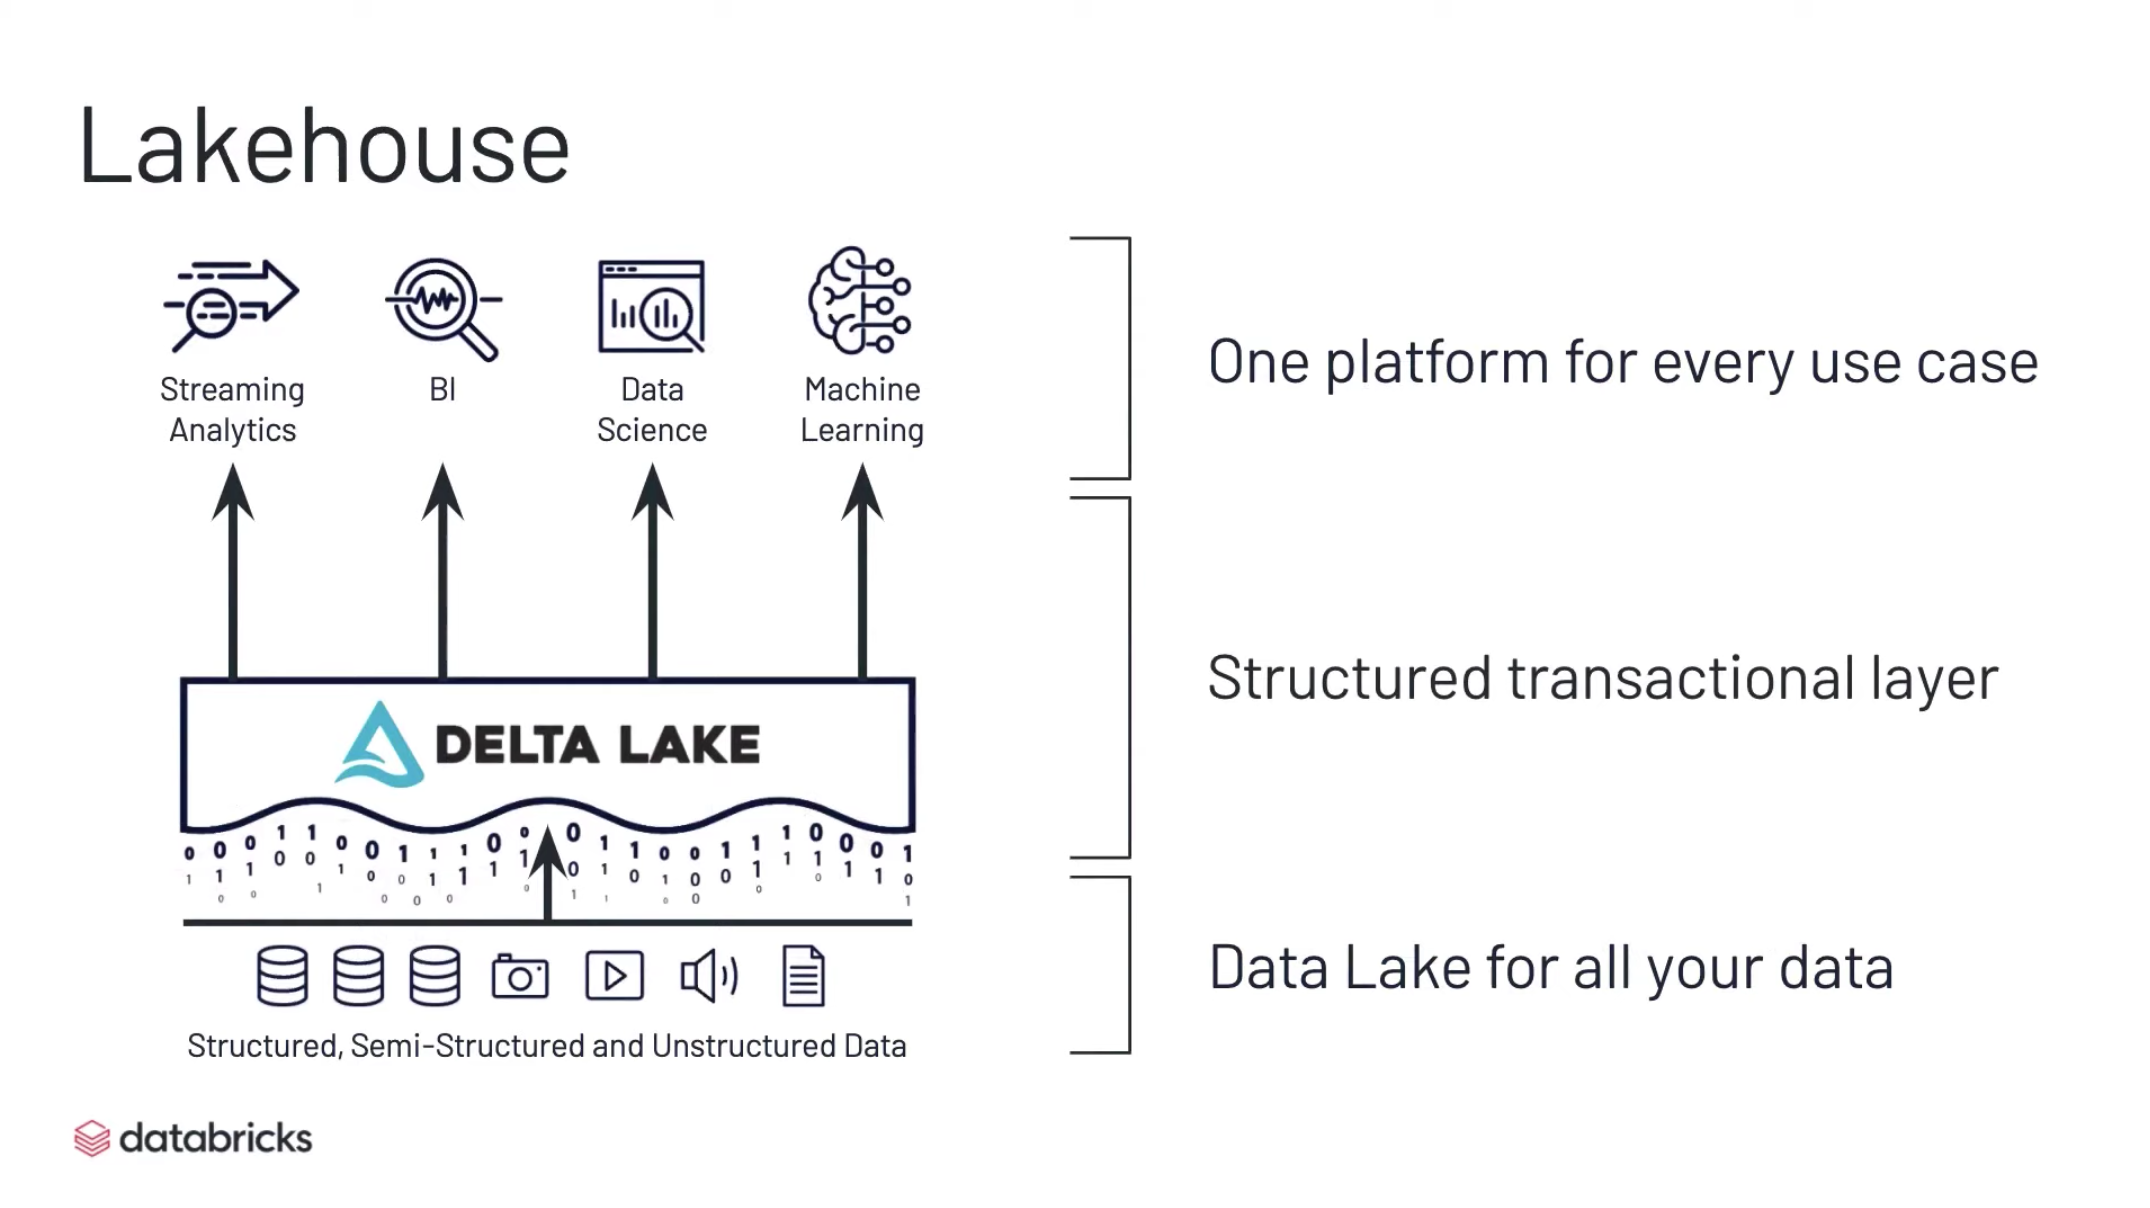 Lakehouse
Streaming
Analytics
BI
Data
Science
Machine
Learning
One platform for every use case
DELTA LAKE
Structured transactional layer
Structured, Semi-Structured and Unstructured Data
Data Lake for all your data
databricks